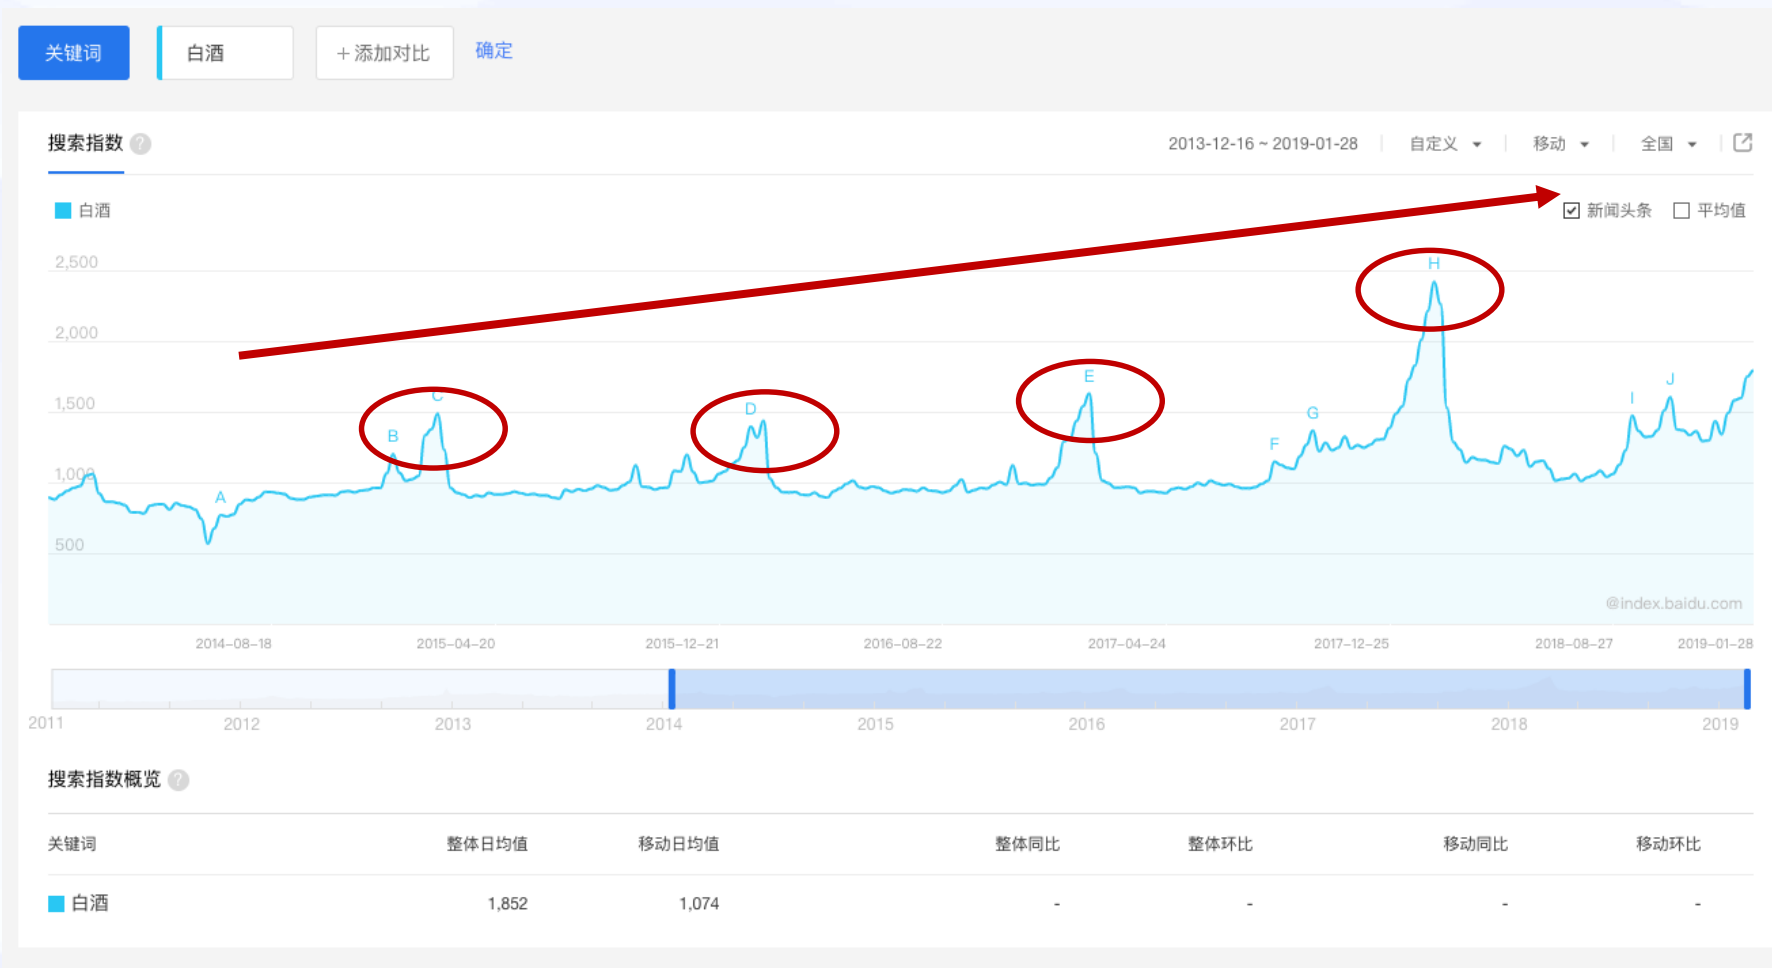 关键词 白酒 +添加对比 确定
搜索指数 ? 2013-12-16 ~ 2019-01-28 自定义 移动 全国
白酒 新闻头条 平均值
2,500
2,000
1,500
1,000
500
A B C D E F G H I J
@index.baidu.com
2014-08-18 2015-04-20 2015-12-21 2016-08-22 2017-04-24 2017-12-25 2018-08-27 2019-01-28
2011 2012 2013 2014 2015 2016 2017 2018 2019
搜索指数概览 ?
关键词 整体日均值 移动日均值 整体同比 整体环比 移动同比 移动环比
白酒 1,852 1,074 - - - -